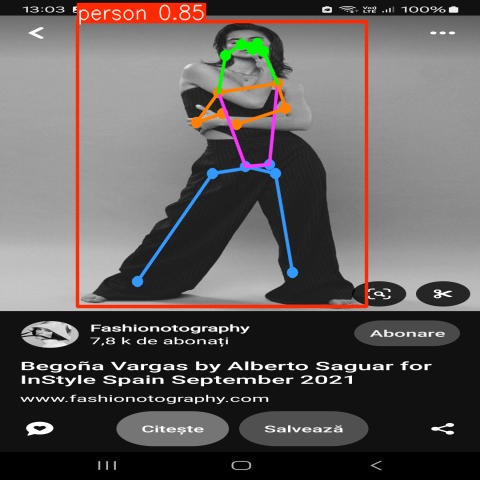 13:03
person 0.85
100%
Fashionotography
7,8 k de abonați
Abonare
Begoña Vargas by Alberto Saguar for
InStyle Spain September 2021
www.fashionotography.com
Citește
Salvează